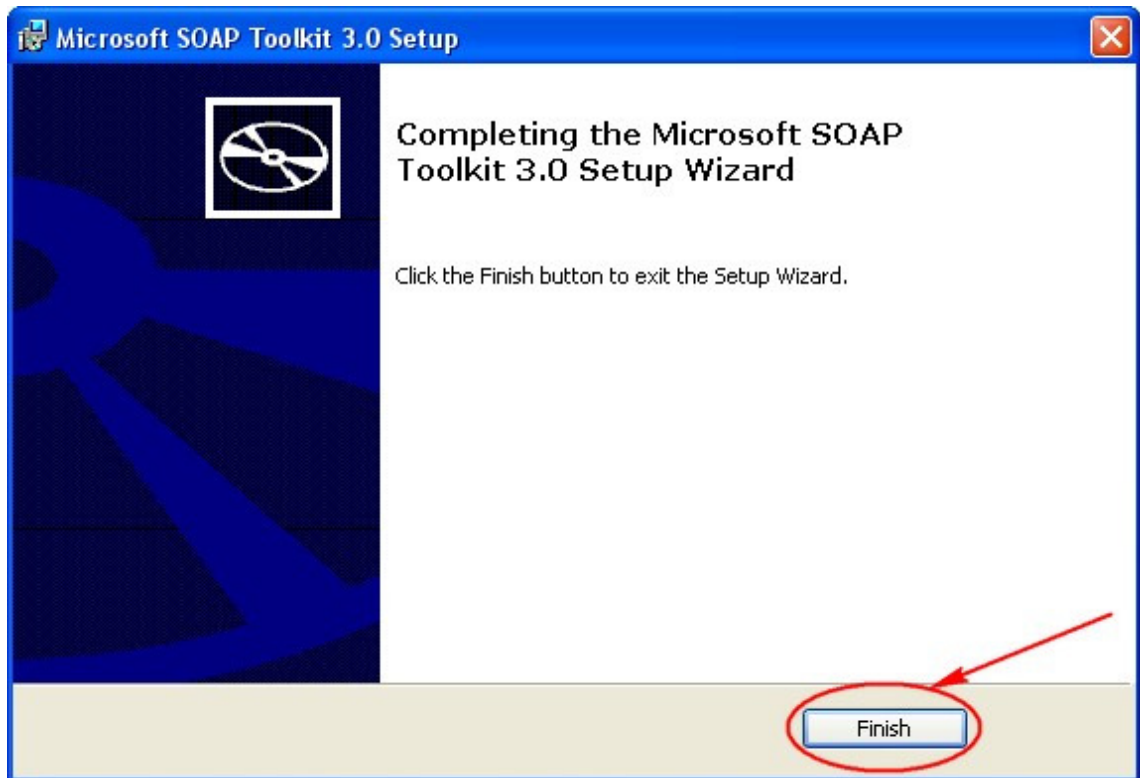 Microsoft SOAP Toolkit 3.0 Setup
Completing the Microsoft SOAP
Toolkit 3.0 Setup Wizard
Click the Finish button to exit the Setup Wizard.
Finish